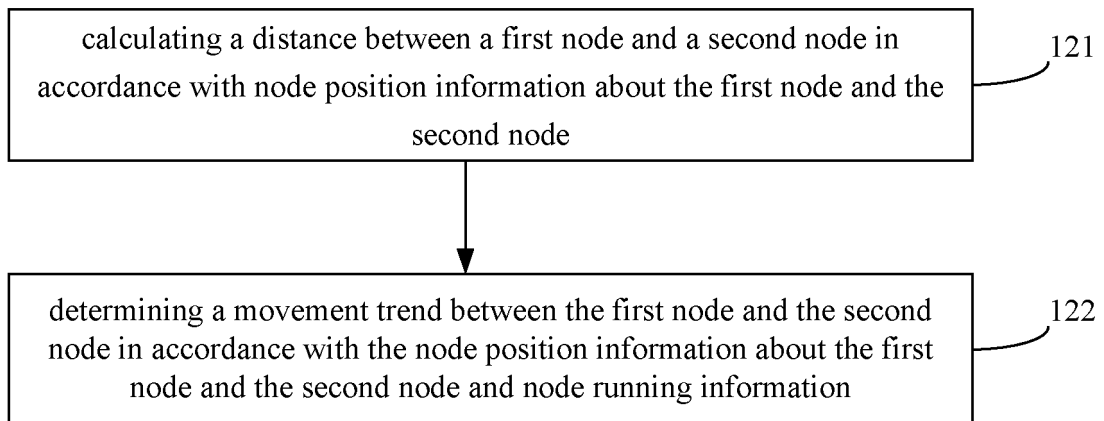 calculating a distance between a first node and a second node in
accordance with node position information about the first node and the
second node
121
determining a movement trend between the first node and the second
node in accordance with the node position information about the first
node and the second node and node running information
122